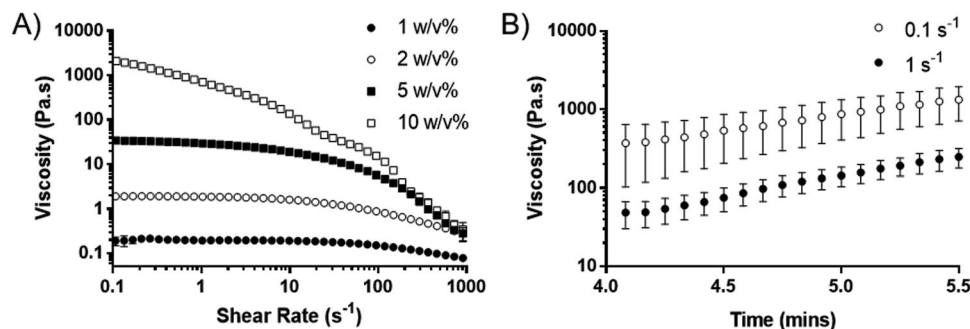 A)
10000
1000
100
10
1
0.1
Viscosity (Pa.s)
0.1
1
10
100
1000
Shear Rate (s⁻¹)
1 w/v%
2 w/v%
5 w/v%
10 w/v%
B)
10000
1000
100
10
Viscosity (Pa.s)
4.0
4.5
5.0
5.5
Time (mins)
0.1 s⁻¹
1 s⁻¹